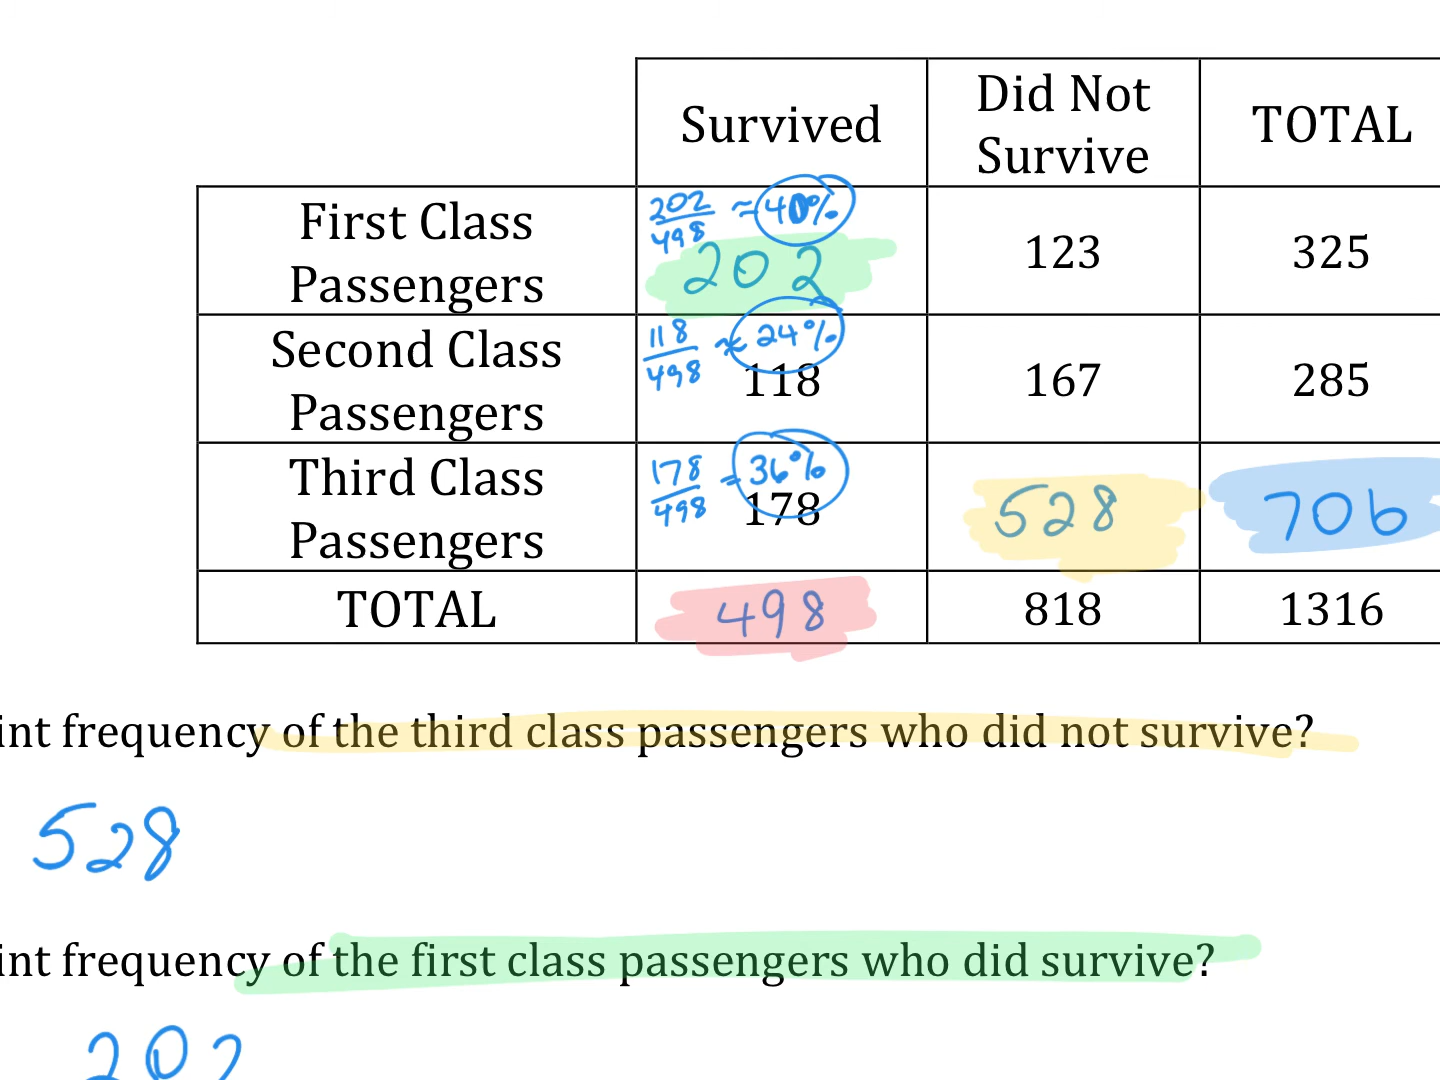 Survived
Did Not
Survive
TOTAL
First Class
Passengers
202/498 ≈ 40%
202
123
325
Second Class
Passengers
118/498 ≈ 24%
118
167
285
Third Class
Passengers
178/498 = 36%
178
528
706
TOTAL
498
818
1316
int frequency of the third class passengers who did not survive?
528
int frequency of the first class passengers who did survive?
202